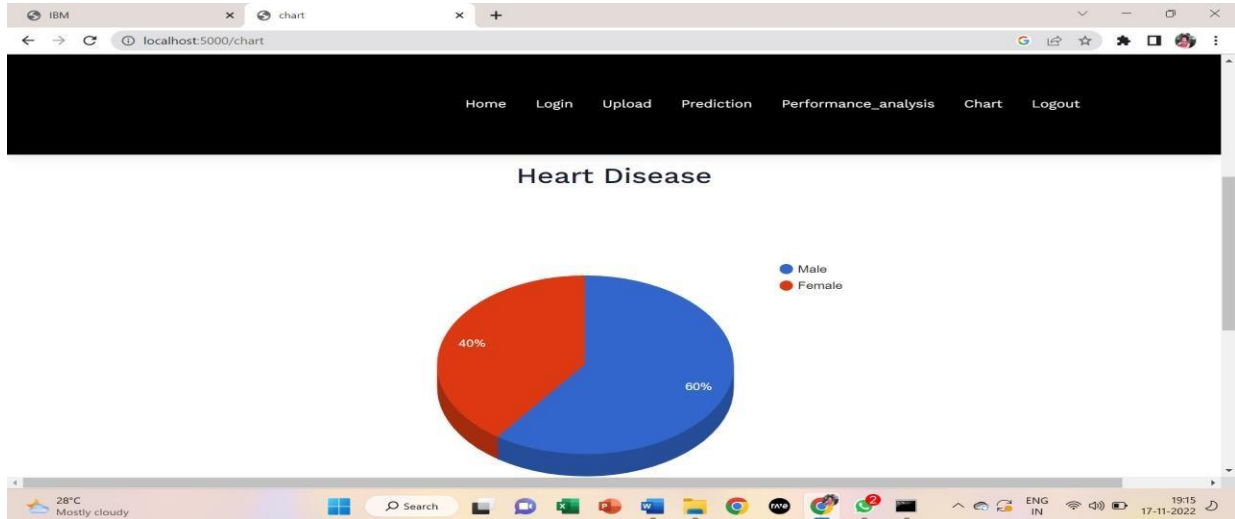 IBM
chart
localhost:5000/chart
Home Login Upload Prediction Performance_analysis Chart Logout
Heart Disease
Male
Female
40%
60%
28°C
Mostly cloudy
Search
2
ENG
IN
19:15
17-11-2022